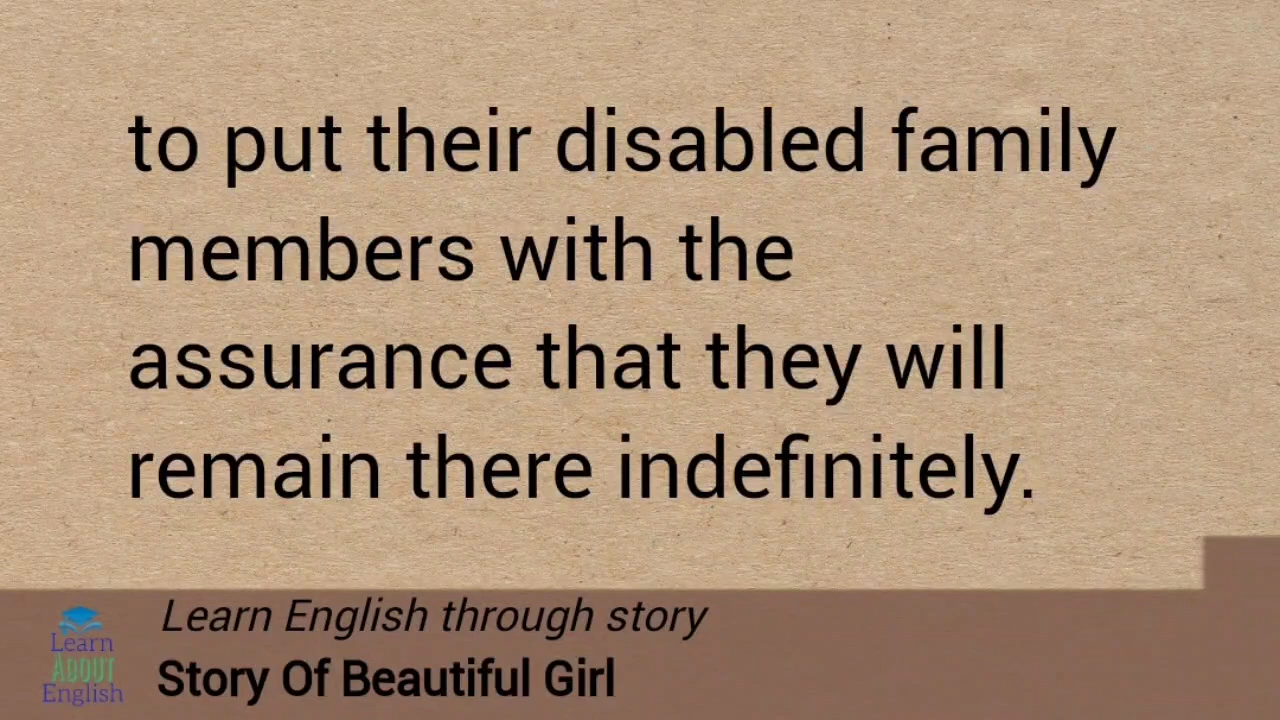 to put their disabled family
members with the
assurance that they will
remain there indefinitely.
Learn English through story
Story Of Beautiful Girl
Learn
ABOUT
English